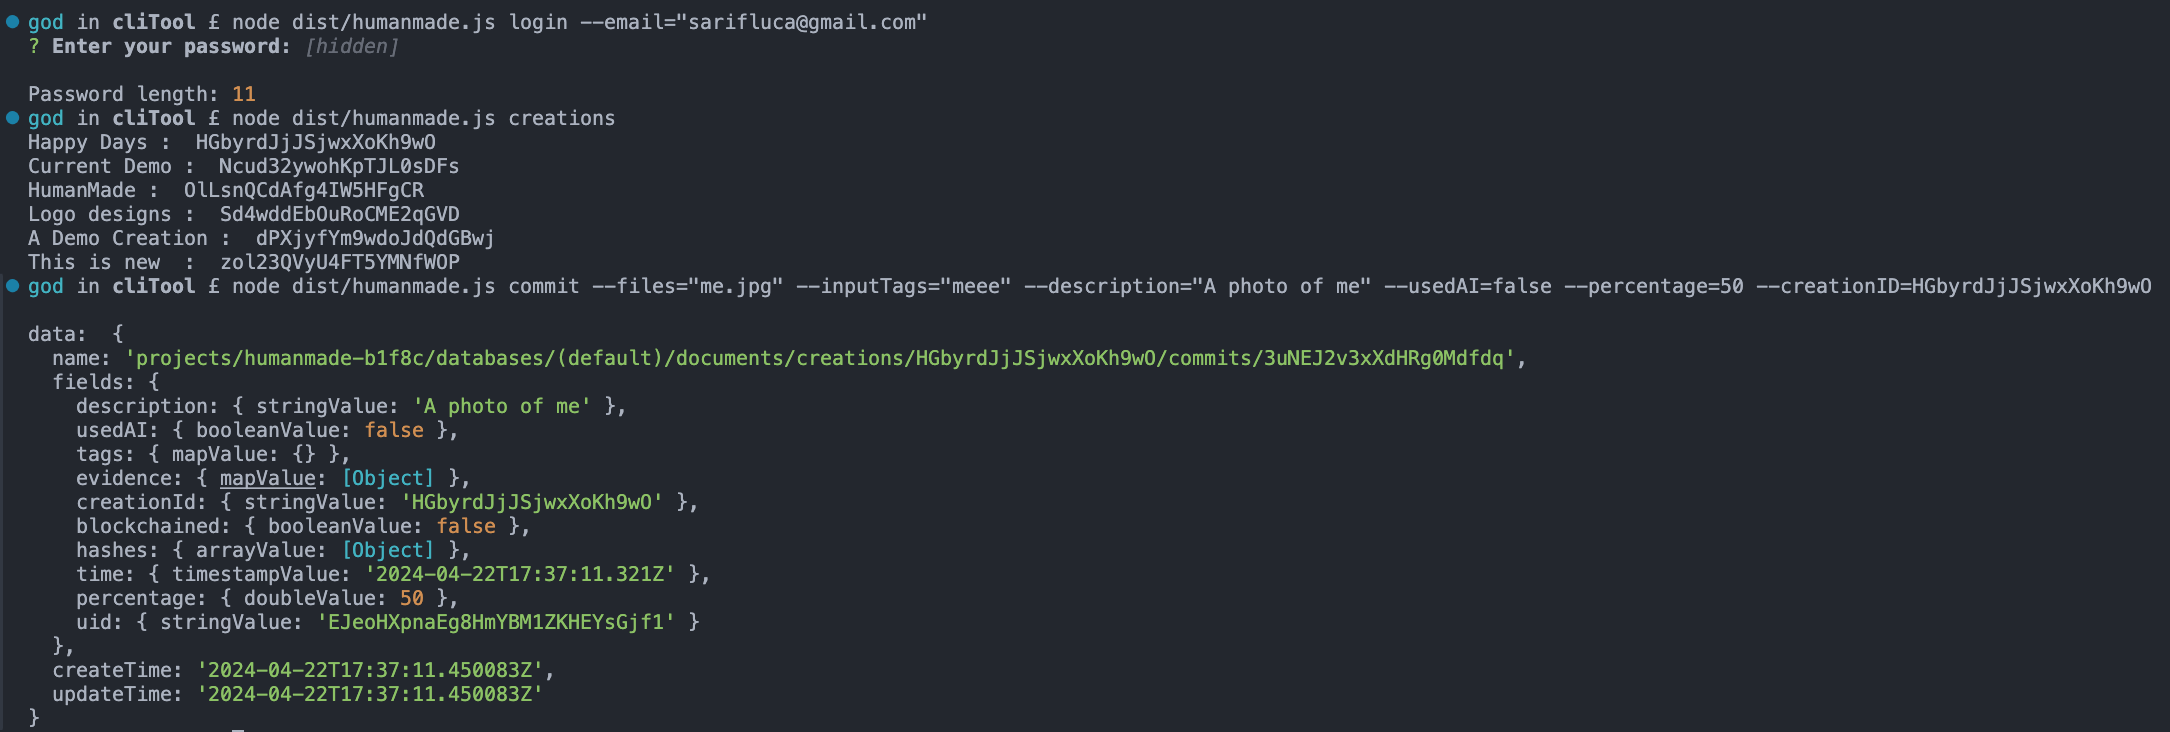 god in cliTool £ node dist/humanmade.js login --email="sarifluca@gmail.com"
? Enter your password: [hidden]
Password length: 11
god in cliTool £ node dist/humanmade.js creations
Happy Days :  HGbyrdJjJSjwxXoKh9wO
Current Demo :  Ncud32ywohKpTJL0sDFs
HumanMade :  OlLsnQCdAfg4IW5HFgCR
Logo designs :  Sd4wddEbOuRoCME2qGVD
A Demo Creation :  dPXjyfYm9wdoJdQdGBwj
This is new  :  zol23QVyU4FT5YMNfWOP
god in cliTool £ node dist/humanmade.js commit --files="me.jpg" --inputTags="meee" --description="A photo of me" --usedAI=false --percentage=50 --creationID=HGbyrdJjJSjwxXoKh9wO
data:  {
  name: 'projects/humanmade-b1f8c/databases/(default)/documents/creations/HGbyrdJjJSjwxXoKh9wO/commits/3uNEJ2v3xXdHRg0Mdfdq',
  fields: {
    description: { stringValue: 'A photo of me' },
    usedAI: { booleanValue: false },
    tags: { mapValue: {} },
    evidence: { mapValue: [Object] },
    creationId: { stringValue: 'HGbyrdJjJSjwxXoKh9wO' },
    blockchained: { booleanValue: false },
    hashes: { arrayValue: [Object] },
    time: { timestampValue: '2024-04-22T17:37:11.321Z' },
    percentage: { doubleValue: 50 },
    uid: { stringValue: 'EJeoHXpnaEg8HmYBM1ZKHEYsGjf1' }
  },
  createTime: '2024-04-22T17:37:11.450083Z',
  updateTime: '2024-04-22T17:37:11.450083Z'
}